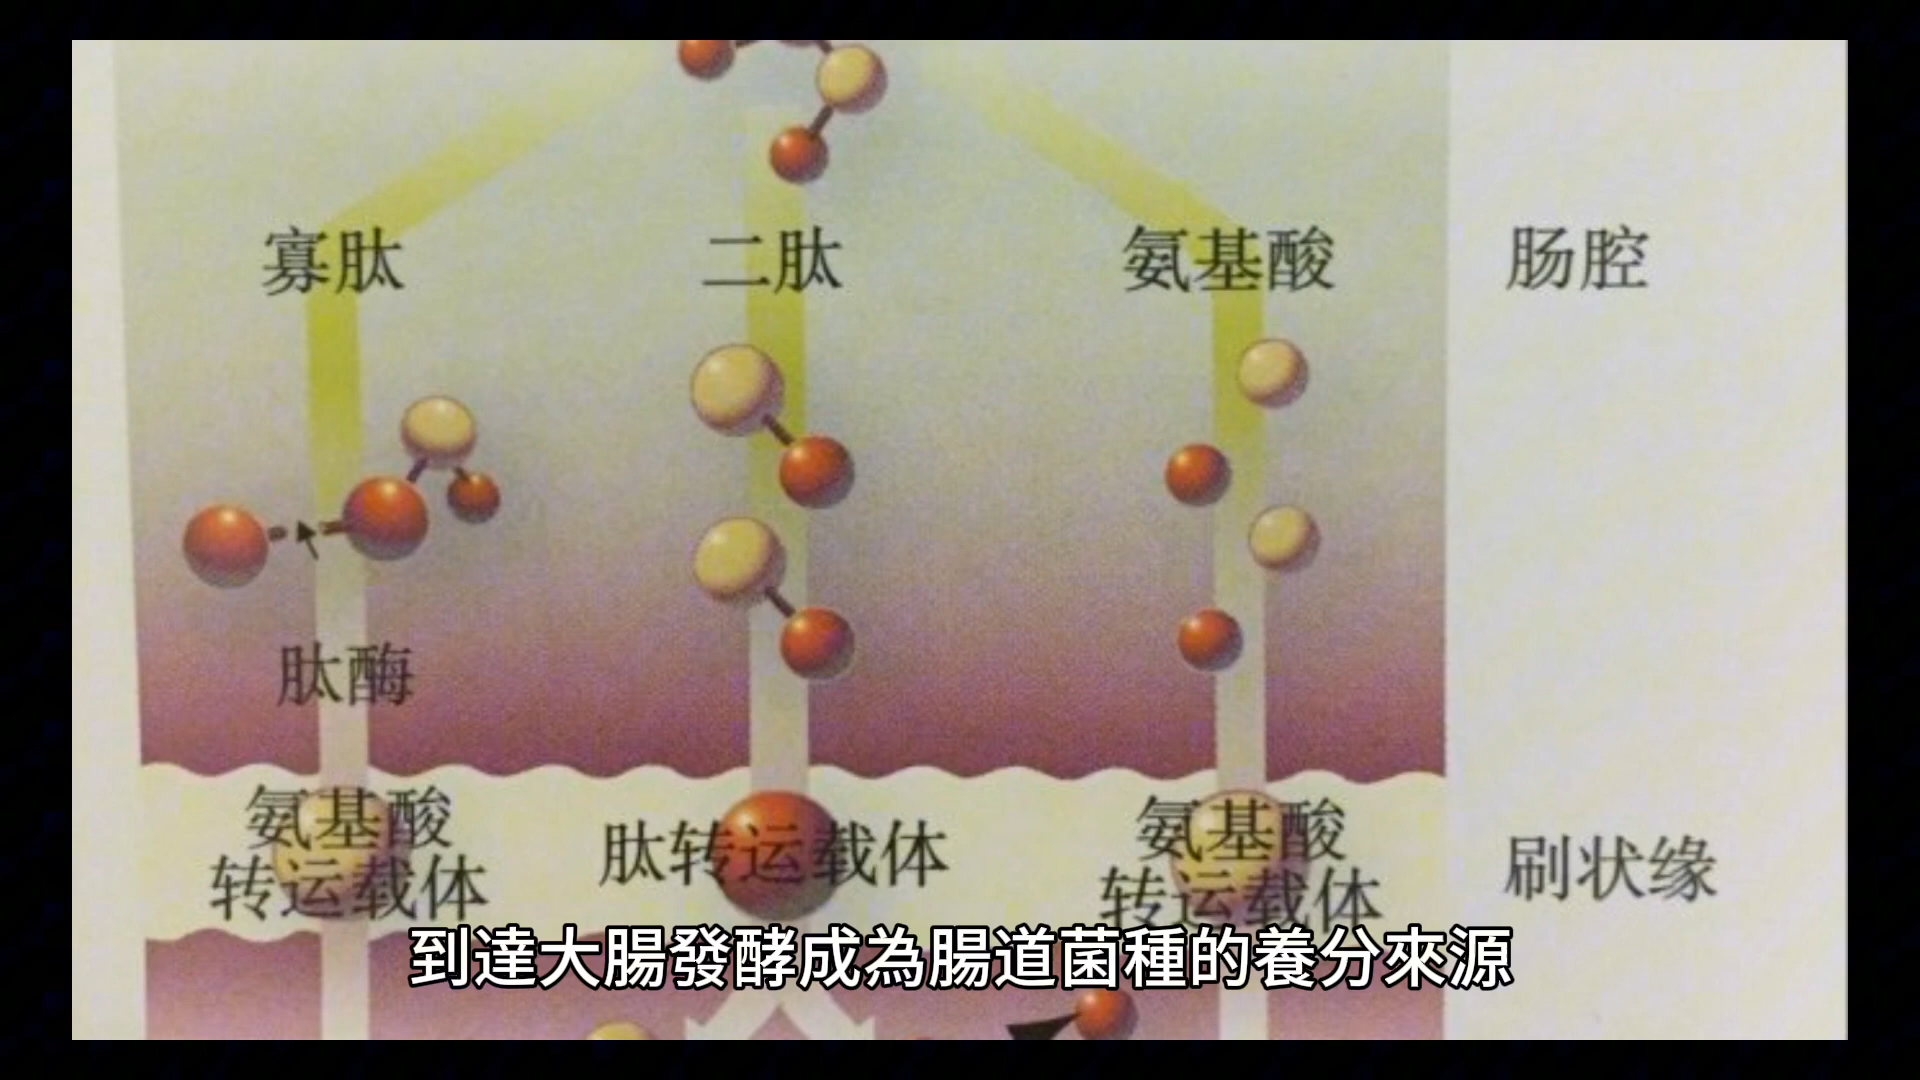 寡肽
二肽
氨基酸
肠腔
肽酶
氨基酸
转运载体
肽转运载体
氨基酸
转运载体
刷状缘
到達大腸發酵成為腸道菌種的養分來源